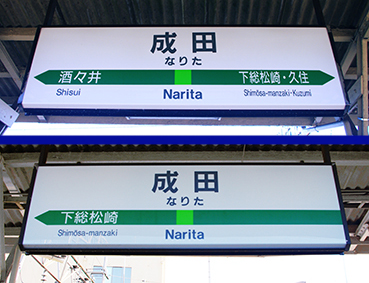 成田
なりた
酒々井 下総松崎・久住
Shisui Narita Shimōsa-manzaki・Kuzumi
成田
なりた
下総松崎
Shimōsa-manzaki Narita